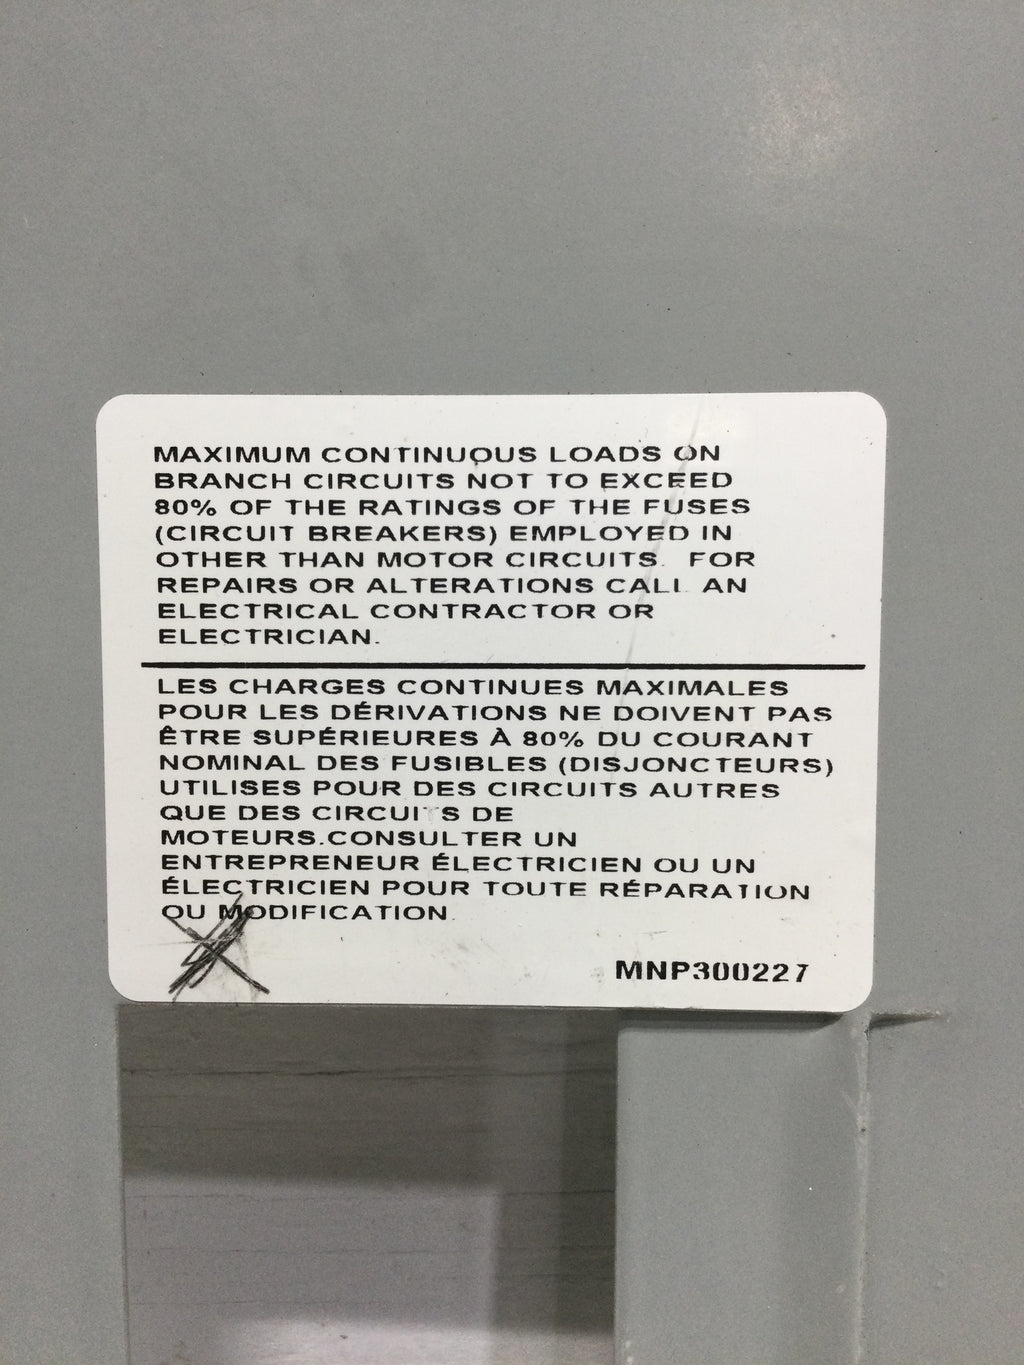 MAXIMUM CONTINUOUS LOADS ON
BRANCH CIRCUITS NOT TO EXCEED
80% OF THE RATINGS OF THE FUSES
(CIRCUIT BREAKERS) EMPLOYED IN
OTHER THAN MOTOR CIRCUITS. FOR
REPAIRS OR ALTERATIONS CALL AN
ELECTRICAL CONTRACTOR OR
ELECTRICIAN.
LES CHARGES CONTINUES MAXIMALES
POUR LES DÉRIVATIONS NE DOIVENT PAS
ÊTRE SUPÉRIEURES À 80% DU COURANT
NOMINAL DES FUSIBLES (DISJONCTEURS)
UTILISES POUR DES CIRCUITS AUTRES
QUE DES CIRCUITS DE
MOTEURS.CONSULTER UN
ENTREPRENEUR ÉLECTRICIEN OU UN
ÉLECTRICIEN POUR TOUTE RÉPARATION
OU MODIFICATION.
MNP300227